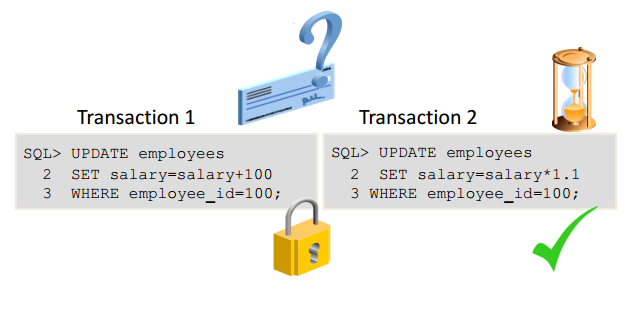 Transaction 1
SQL> UPDATE employees
2 SET salary=salary+100
3 WHERE employee_id=100;
Transaction 2
SQL> UPDATE employees
2 SET salary=salary*1.1
3 WHERE employee_id=100;